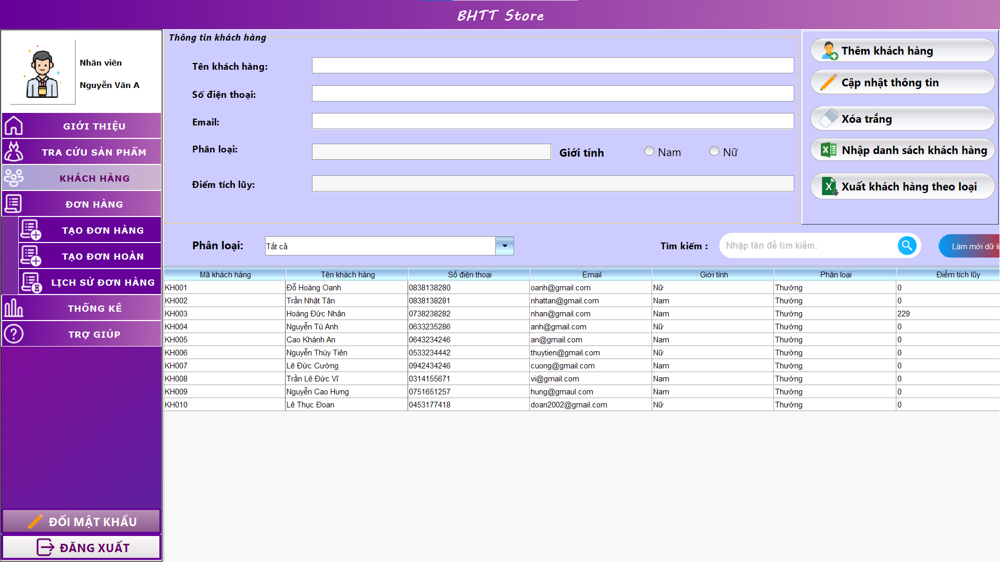 BHTT Store
Nhân viên
Nguyễn Văn A
GIỚI THIỆU
TRA CỨU SẢN PHẨM
KHÁCH HÀNG
ĐƠN HÀNG
TẠO ĐƠN HÀNG
TẠO ĐƠN HOÀN
LỊCH SỬ ĐƠN HÀNG
THỐNG KÊ
TRỢ GIÚP
ĐỔI MẬT KHẨU
ĐĂNG XUẤT
Thông tin khách hàng
Tên khách hàng:
Số điện thoại:
Email:
Phân loại:
Giới tính Nam Nữ
Điểm tích lũy:
Thêm khách hàng
Cập nhật thông tin
Xóa trắng
Nhập danh sách khách hàng
Xuất khách hàng theo loại
Phân loại: Tất cả Tìm kiếm : Nhập tên để tìm kiếm. Làm mới dữ li
Mã khách hàng Tên khách hàng Số điện thoại Email Giới tính Phân loại Điểm tích lũy
KH001 Đỗ Hoàng Oanh 0838138280 oanh@gmail.com Nữ Thường 0
KH002 Trần Nhật Tân 0838138281 nhattan@gmail.com Nam Thường 0
KH003 Hoàng Đức Nhân 0738238282 nhan@gmail.com Nam Thường 229
KH004 Nguyễn Tú Anh 0633235286 anh@gmail.com Nữ Thường 0
KH005 Cao Khánh An 0643234246 an@gmail.com Nam Thường 0
KH006 Nguyễn Thùy Tiên 0533234442 thuytien@gmail.com Nữ Thường 0
KH007 Lê Đức Cường 0942434246 cuong@gmail.com Nam Thường 0
KH008 Trần Lê Đức Vĩ 0314155671 vi@gmail.com Nam Thường 0
KH009 Nguyễn Cao Hưng 0751651257 hung@gmaul.com Nam Thường 0
KH010 Lê Thục Đoan 0453177418 doan2002@gmail.com Nữ Thường 0